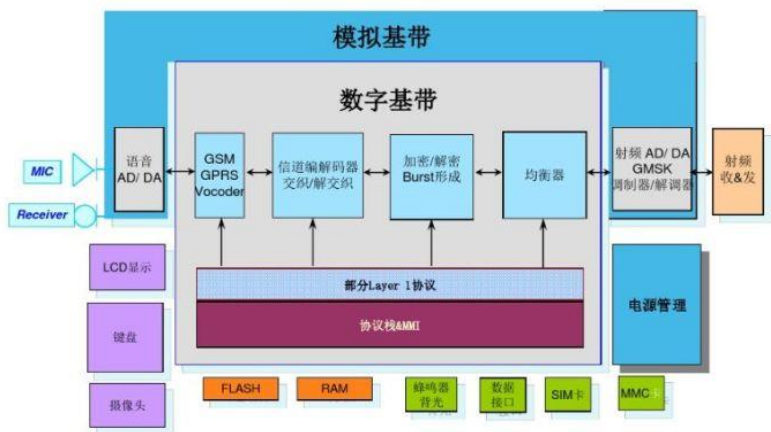 模拟基带
数字基带
MIC
Receiver
语音
AD/ DA
GSM
GPRS
Vocoder
信道编解码器
交织/解交织
加密/解密
Burst形成
均衡器
射频 AD/ DA
GMSK
调制器/解调器
射频
收&发
LCD显示
部分Layer 1协议
电源管理
键盘
协议栈&MMI
摄像头
FLASH
RAM
蜂鸣器
背光
数据
接口
SIM卡
MMC卡